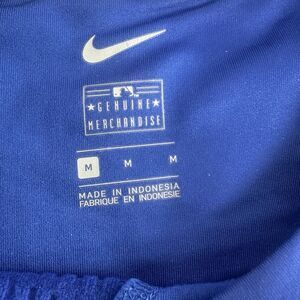 ★ GENUINE ★
MERCHANDISE
M M M
MADE IN INDONESIA
FABRIQUE EN INDONESIE